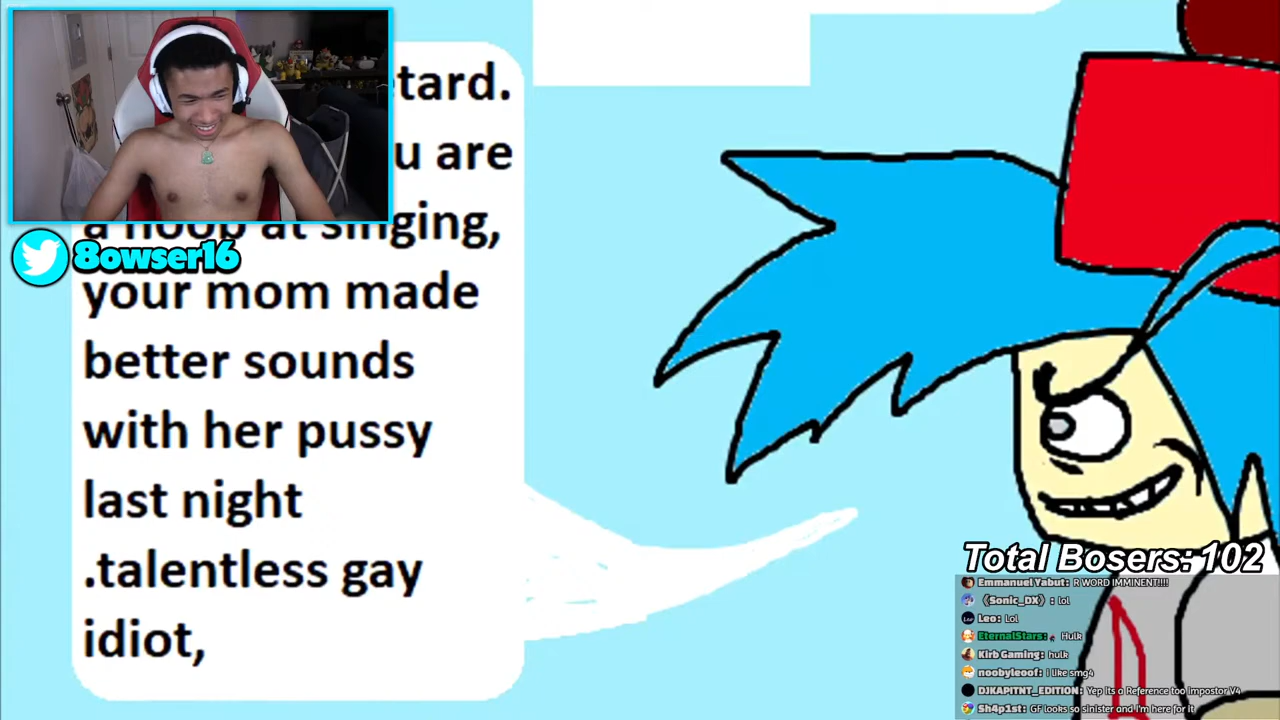 etard.
u are
a noob at singing,
your mom made
better sounds
with her pussy
last night
.talentless gay
idiot,
8owser16
Total Bosers: 102
Emmanuel Yabut: R WORD IMMINENT!!!!
《Sonic_DX》: lol
Leo: Lol
EternalStars: Hulk
Kirb Gaming: hulk
noobyleoof: i like smg4
DJKAPITNT_EDITION: Yep Its a Reference too Impostor V4
Sh4p1st: GF looks so sinister and I'm here for it